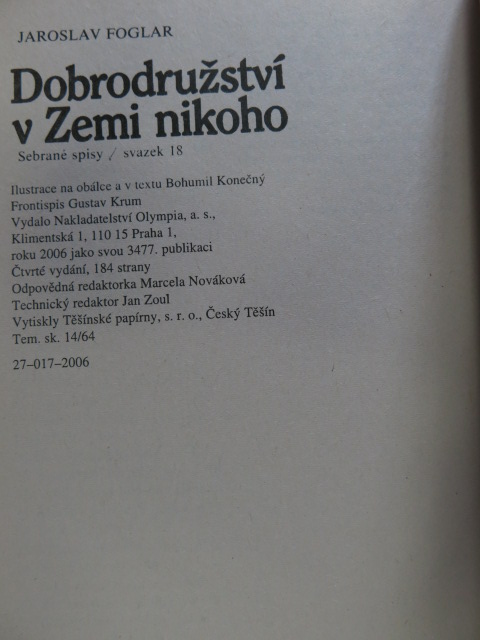 JAROSLAV FOGLAR
Dobrodružství
v Zemi nikoho
Sebrané spisy / svazek 18
Ilustrace na obálce a v textu Bohumil Konečný
Frontispis Gustav Krum
Vydalo Nakladatelství Olympia, a. s.,
Klimentská 1, 110 15 Praha 1,
roku 2006 jako svou 3477. publikaci
Čtvrté vydání, 184 strany
Odpovědná redaktorka Marcela Nováková
Technický redaktor Jan Zoul
Vytiskly Těšínské papírny, s. r. o., Český Těšín
Tem. sk. 14/64
27–017–2006